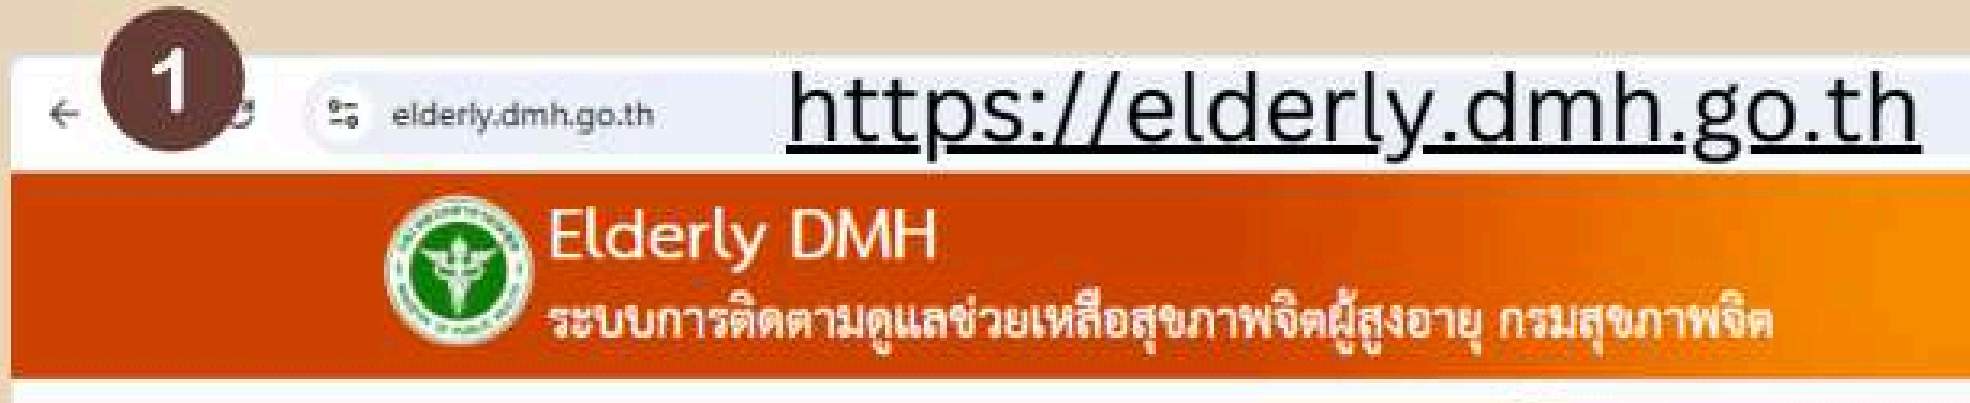 1
elderly.dmh.go.th
https://elderly.dmh.go.th
Elderly DMH
ระบบการติดตามดูแลช่วยเหลือสุขภาพจิตผู้สูงอายุ กรมสุขภาพจิต